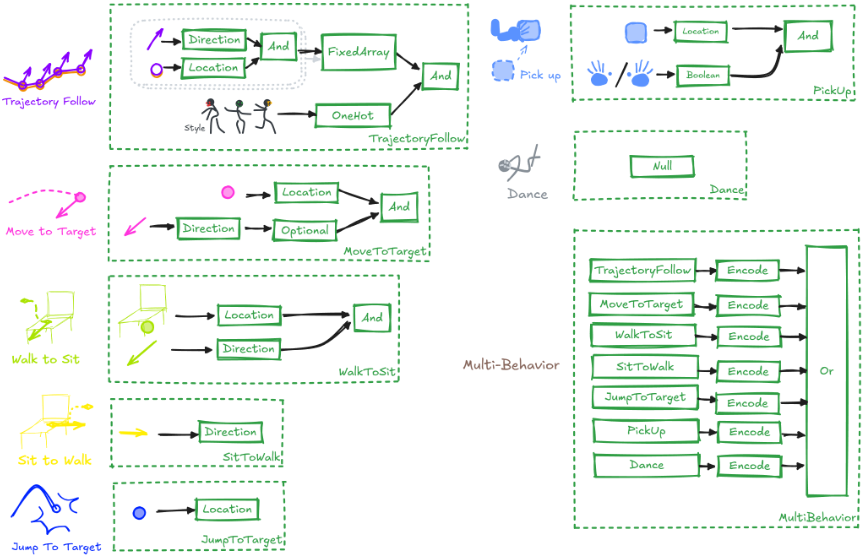 Trajectory Follow
Direction
Location
And
FixedArray
And
Style
OneHot
TrajectoryFollow
Move to Target
Location
Direction
Optional
And
MoveToTarget
Walk to Sit
Location
Direction
And
WalkToSit
Sit to Walk
Direction
SitToWalk
Jump To Target
Location
JumpToTarget
Pick up
Location
Boolean
And
PickUp
Dance
Null
Dance
Multi-Behavior
TrajectoryFollow
Encode
MoveToTarget
Encode
WalkToSit
Encode
SitToWalk
Encode
JumpToTarget
Encode
PickUp
Encode
Dance
Encode
Or
MultiBehavior